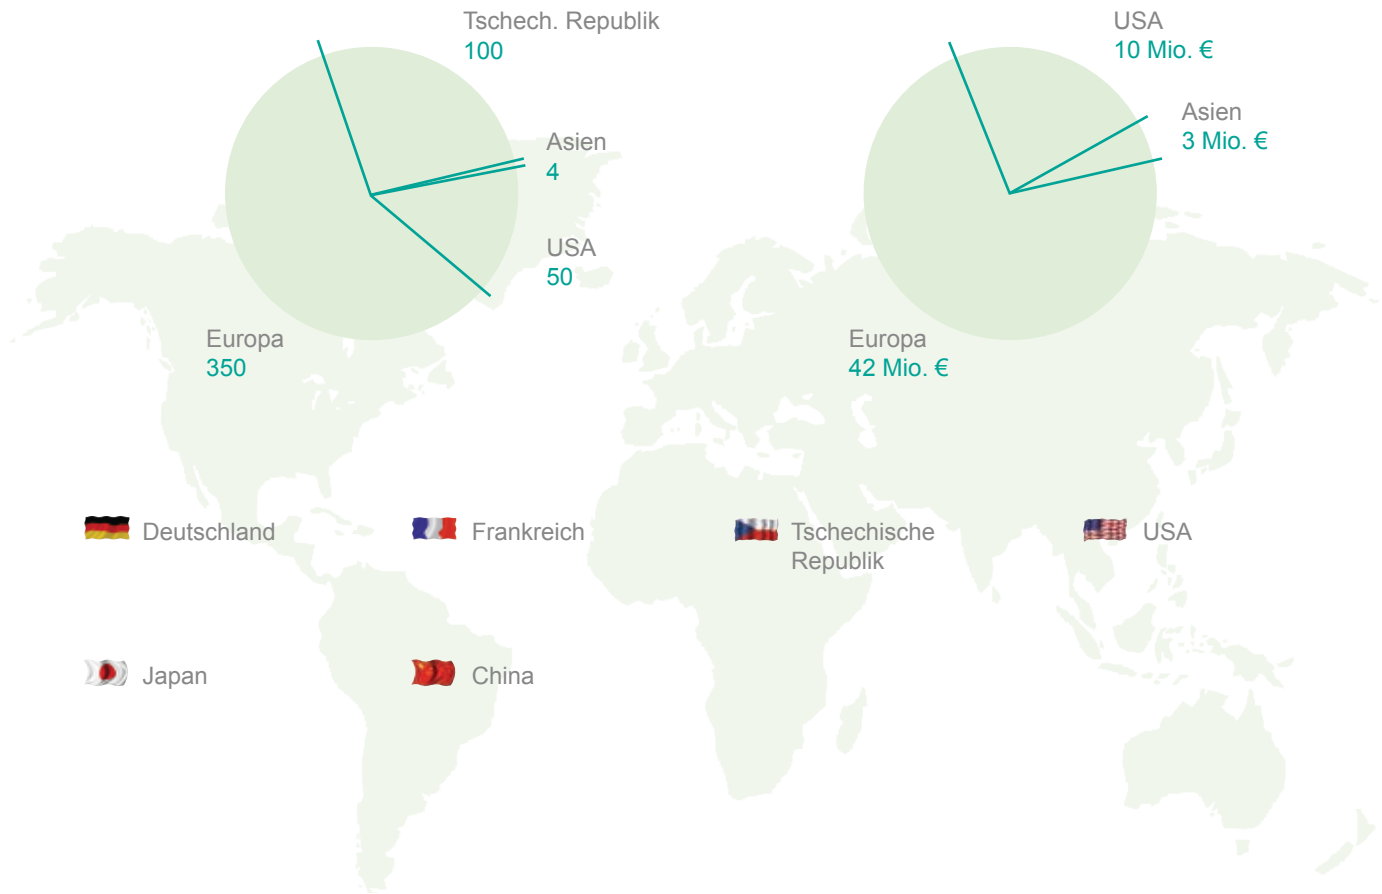 Tschech. Republik
100
Asien
4
USA
50
Europa
350
USA
10 Mio. €
Asien
3 Mio. €
Europa
42 Mio. €
Deutschland
Frankreich
Tschechische
Republik
USA
Japan
China